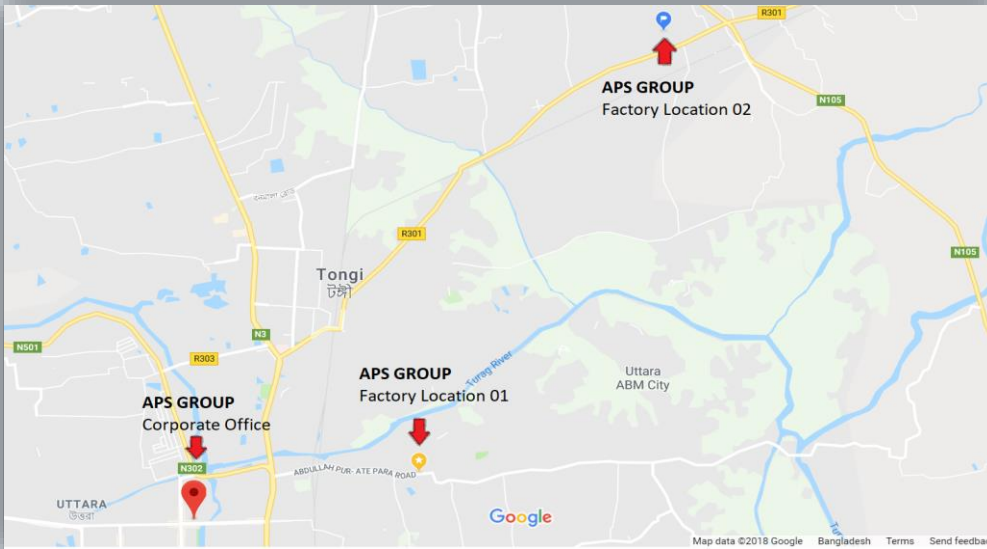 R301
APS GROUP
Factory Location 02
N105
R301
N105
Tongi
টঙ্গী
N3
N501
R303
Turag River
Uttara
ABM City
APS GROUP
Factory Location 01
APS GROUP
Corporate Office
N302
ABDULLAH PUR- ATE PARA ROAD
UTTARA
উত্তরা
Google
Map data ©2018 Google Bangladesh Terms Send feedba